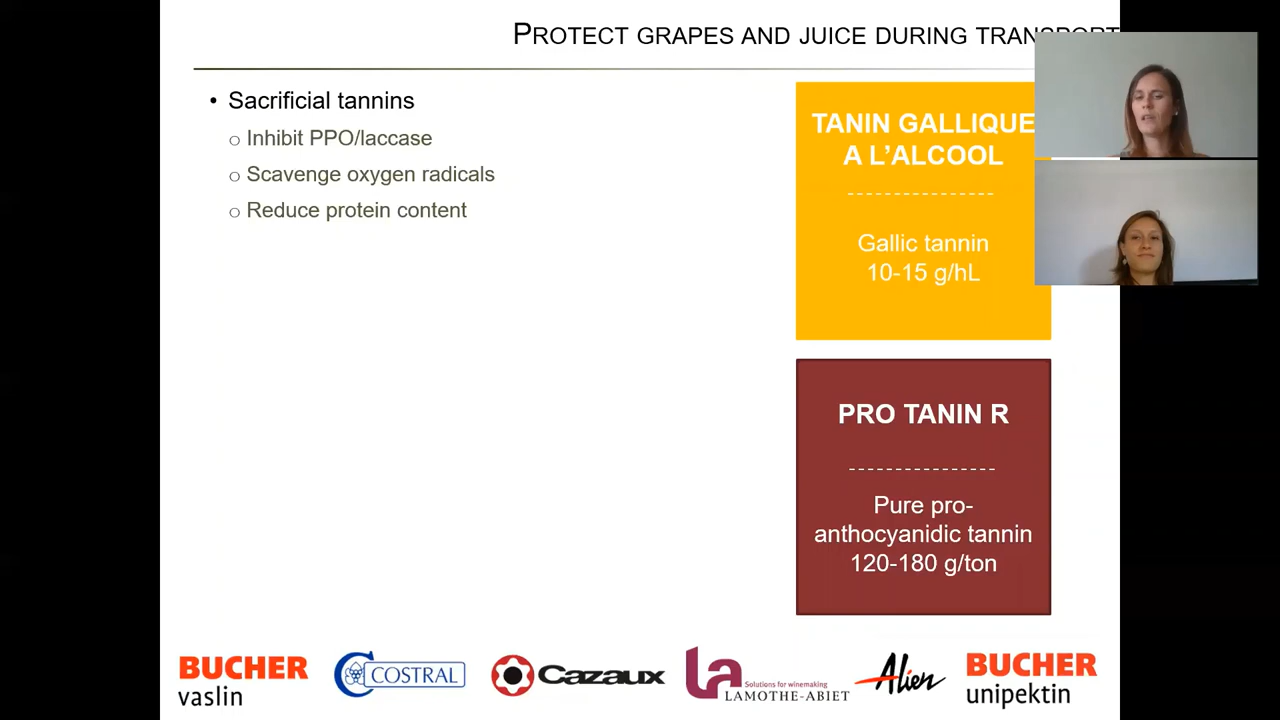 PROTECT GRAPES AND JUICE DURING TRANSPORT
• Sacrificial tannins
o Inhibit PPO/laccase
o Scavenge oxygen radicals
o Reduce protein content
TANIN GALLIQUE
A L’ALCOOL
----------------
Gallic tannin
10-15 g/hL
PRO TANIN R
----------------
Pure pro-
anthocyanidic tannin
120-180 g/ton
BUCHER
vaslin
COSTRAL
Cazaux
la
Solutions for winemaking
LAMOTHE-ABIET
Alien
BUCHER
unipektin